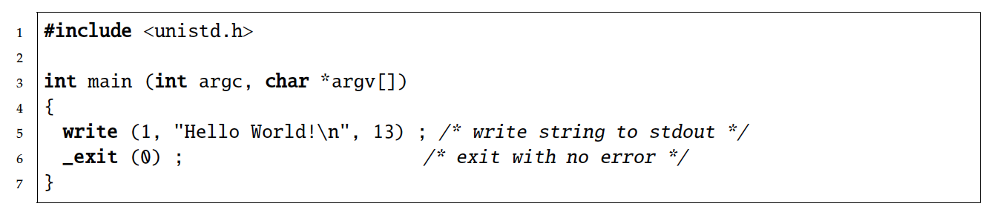 1 #include <unistd.h>
2
3 int main (int argc, char *argv[])
4 {
5 write (1, "Hello World!\n", 13) ; /* write string to stdout */
6 _exit (0) ; /* exit with no error */
7 }